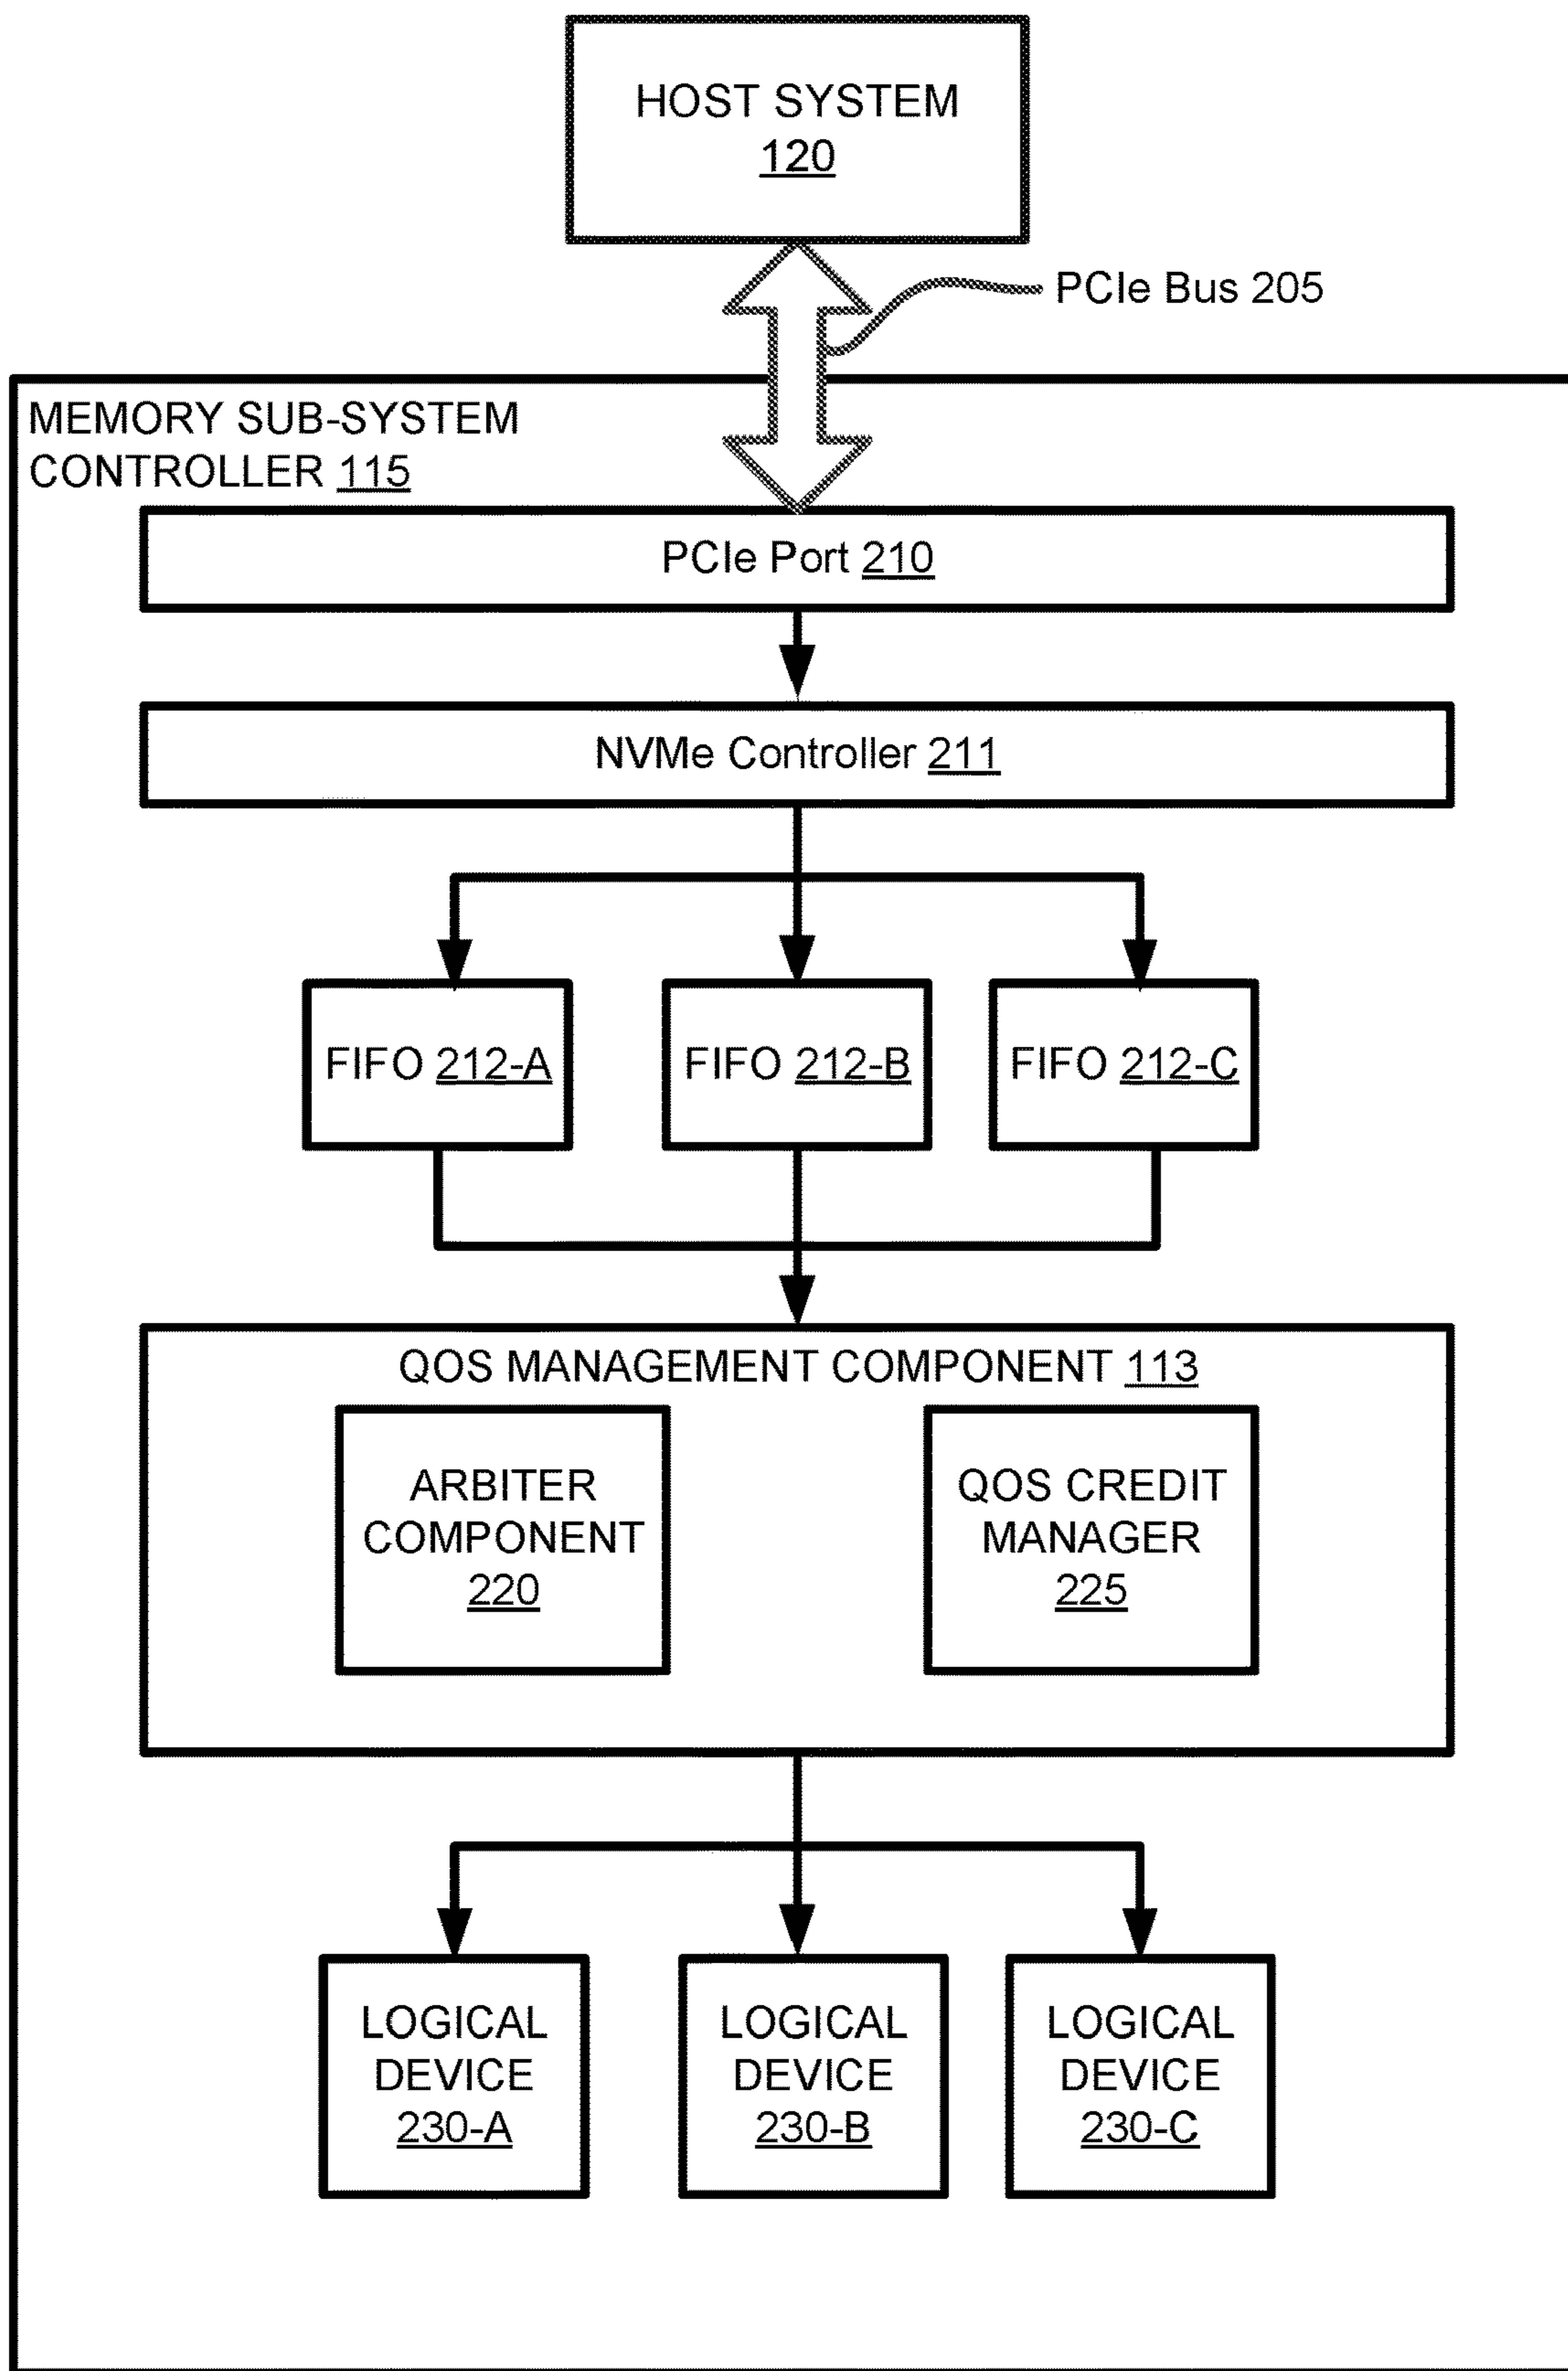 HOST SYSTEM
120
PCIe Bus 205
MEMORY SUB-SYSTEM
CONTROLLER 115
PCIe Port 210
NVMe Controller 211
FIFO 212-A
FIFO 212-B
FIFO 212-C
QOS MANAGEMENT COMPONENT 113
ARBITER
COMPONENT
220
QOS CREDIT
MANAGER
225
LOGICAL
DEVICE
230-A
LOGICAL
DEVICE
230-B
LOGICAL
DEVICE
230-C